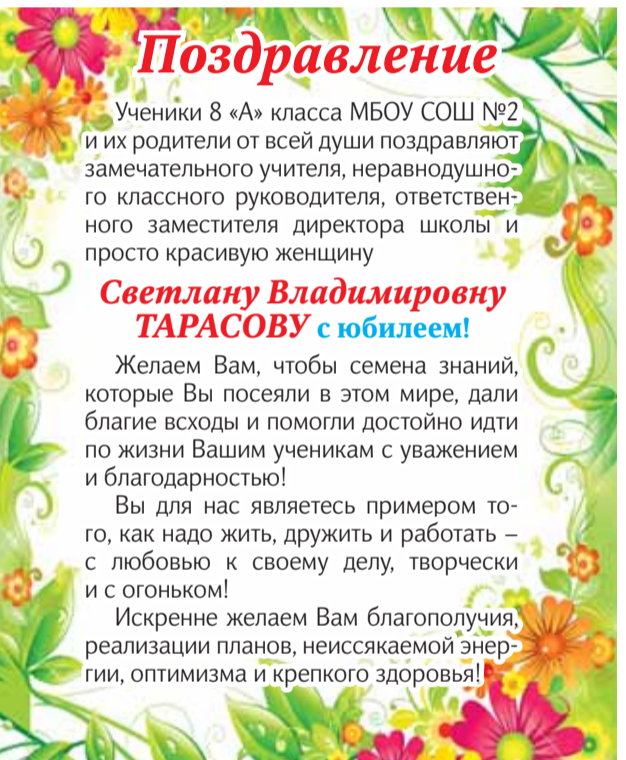 Поздравление
Ученики 8 «А» класса МБОУ СОШ №2
и их родители от всей души поздравляют
замечательного учителя, неравнодушно-
го классного руководителя, ответствен-
ного заместителя директора школы и
просто красивую женщину
Светлану Владимировну
ТАРАСОВУ с юбилеем!
Желаем Вам, чтобы семена знаний,
которые Вы посеяли в этом мире, дали
благие всходы и помогли достойно идти
по жизни Вашим ученикам с уважением
и благодарностью!
Вы для нас являетесь примером то-
го, как надо жить, дружить и работать –
с любовью к своему делу, творчески
и с огоньком!
Искренне желаем Вам благополучия,
реализации планов, неиссякаемой энер-
гии, оптимизма и крепкого здоровья!